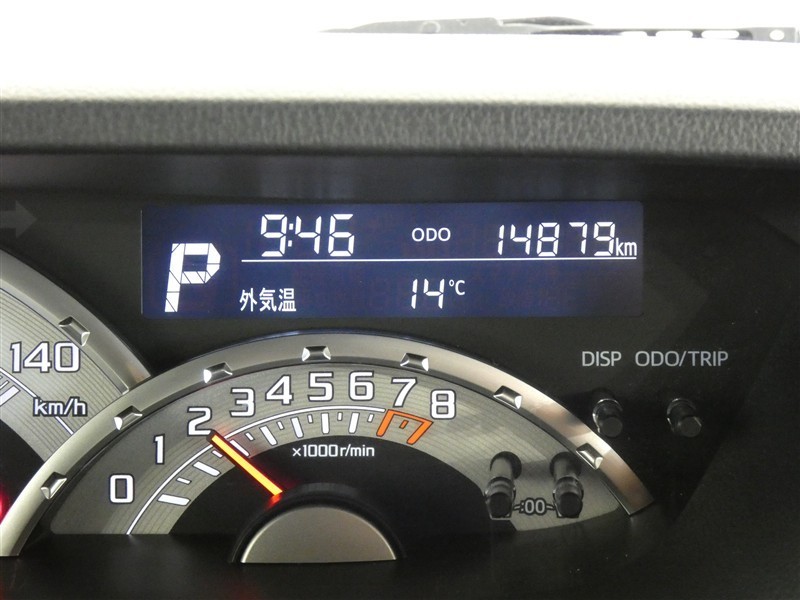 P 9:46 ODO 14879km
外気温 14℃
DISP ODO/TRIP
140
km/h
0 1 2 3 4 5 6 7 8
×1000r/min
:00